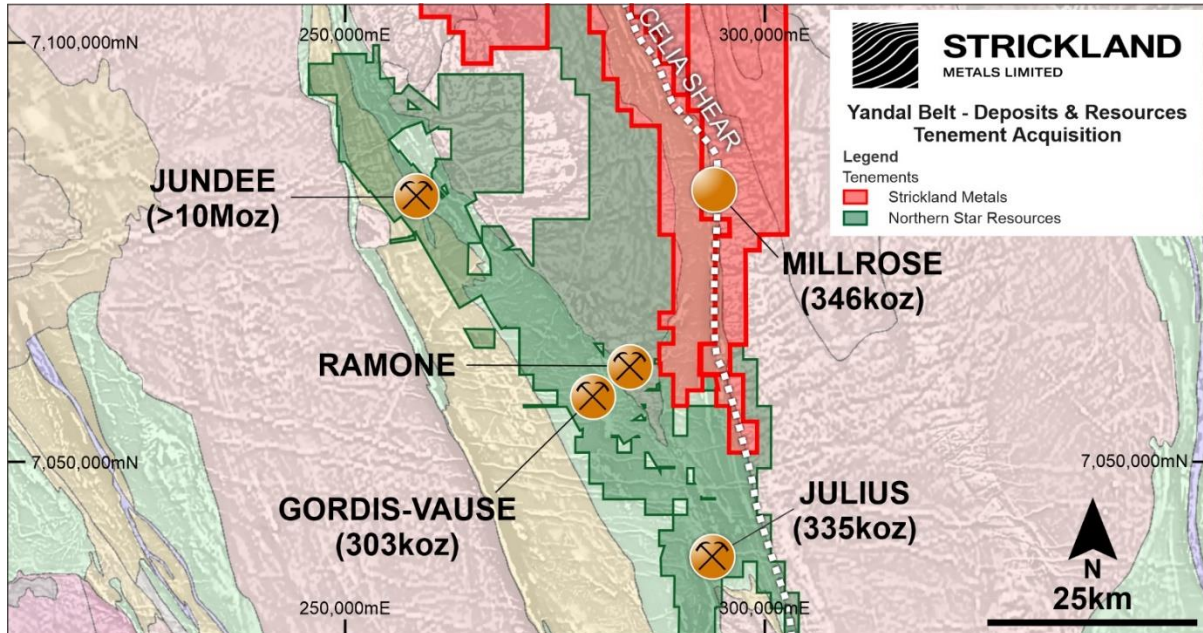 250,000mE
300,000mE
7,100,000mN
CELIA SHEAR
STRICKLAND
METALS LIMITED
Yandal Belt - Deposits & Resources
Tenement Acquisition
Legend
Tenements
Strickland Metals
Northern Star Resources
JUNDEE
(>10Moz)
MILLROSE
(346koz)
RAMONE
7,050,000mN
7,050,000mN
GORDIS-VAUSE
(303koz)
JULIUS
(335koz)
N
25km
250,000mE
300,000mE